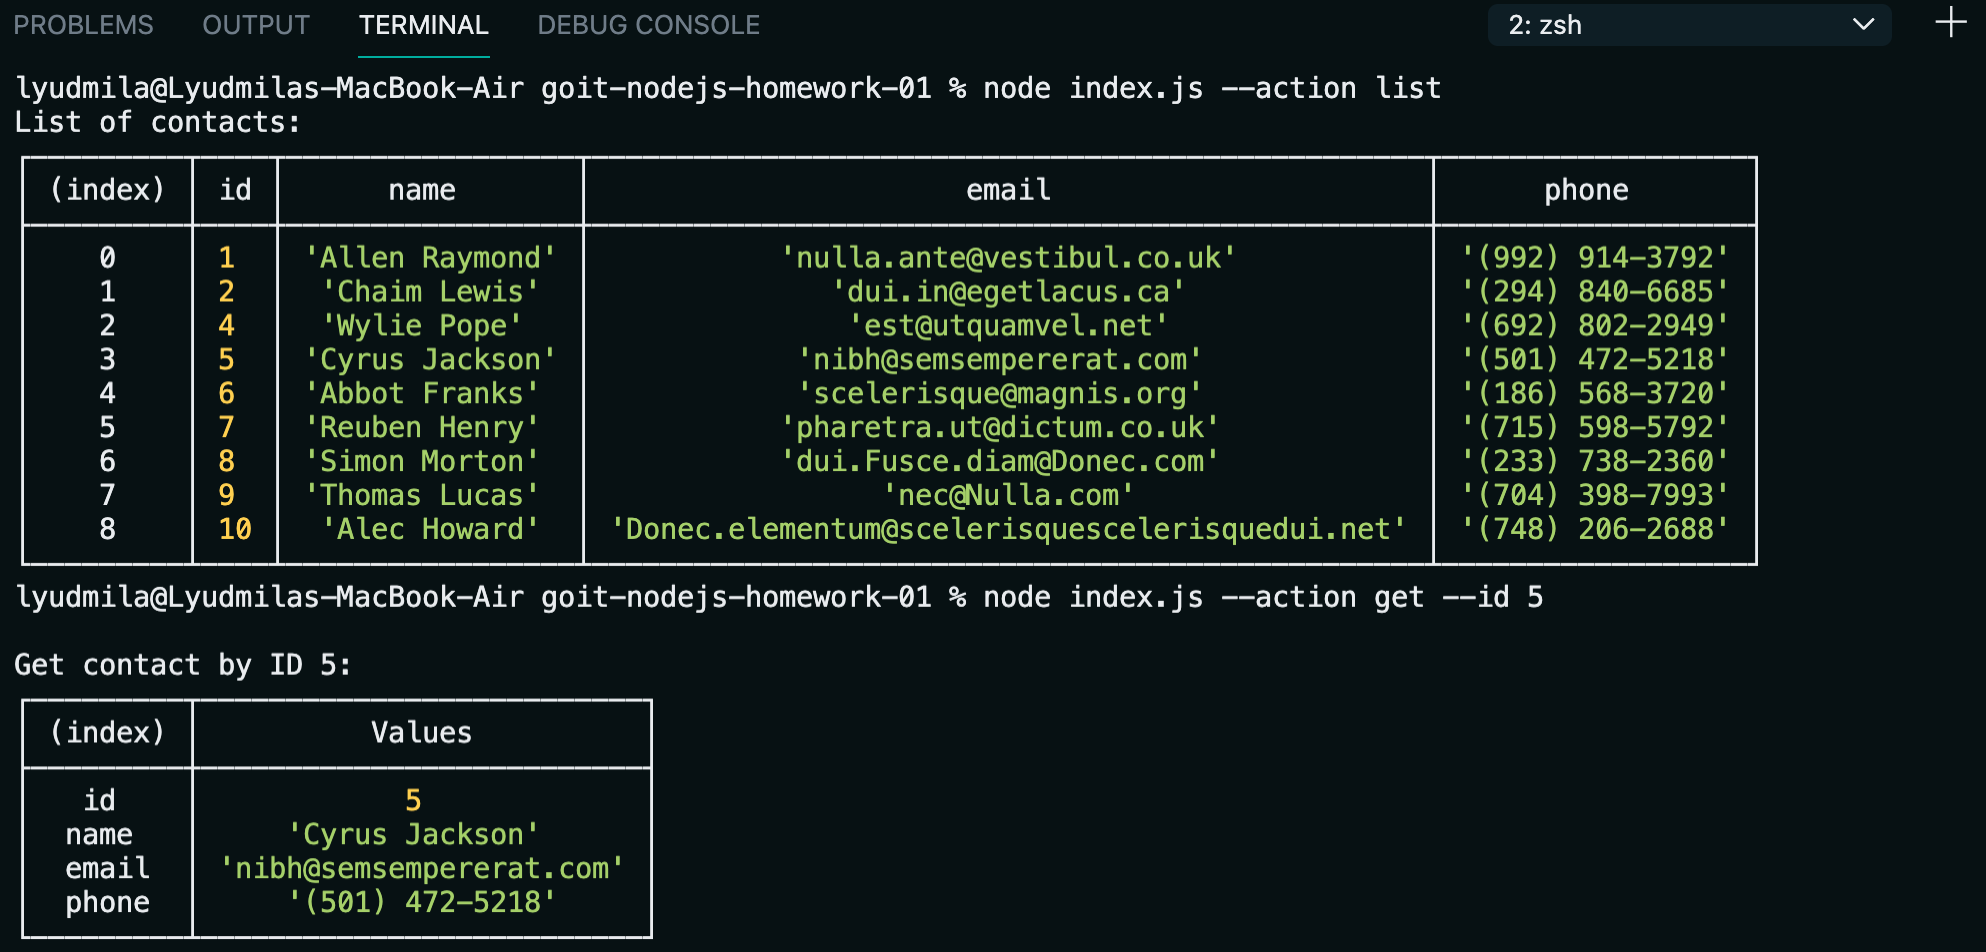 PROBLEMS OUTPUT TERMINAL DEBUG CONSOLE 2: zsh
lyudmila@Lyudmilas-MacBook-Air goit-nodejs-homework-01 % node index.js --action list
List of contacts:
(index) id name email phone
0 1 'Allen Raymond' 'nulla.ante@vestibul.co.uk' '(992) 914-3792'
1 2 'Chaim Lewis' 'dui.in@egetlacus.ca' '(294) 840-6685'
2 4 'Wylie Pope' 'est@utquamvel.net' '(692) 802-2949'
3 5 'Cyrus Jackson' 'nibh@semsempererat.com' '(501) 472-5218'
4 6 'Abbot Franks' 'scelerisque@magnis.org' '(186) 568-3720'
5 7 'Reuben Henry' 'pharetra.ut@dictum.co.uk' '(715) 598-5792'
6 8 'Simon Morton' 'dui.Fusce.diam@Donec.com' '(233) 738-2360'
7 9 'Thomas Lucas' 'nec@Nulla.com' '(704) 398-7993'
8 10 'Alec Howard' 'Donec.elementum@scelerisquescelerisquedui.net' '(748) 206-2688'
lyudmila@Lyudmilas-MacBook-Air goit-nodejs-homework-01 % node index.js --action get --id 5
Get contact by ID 5:
(index) Values
id 5
name 'Cyrus Jackson'
email 'nibh@semsempererat.com'
phone '(501) 472-5218'